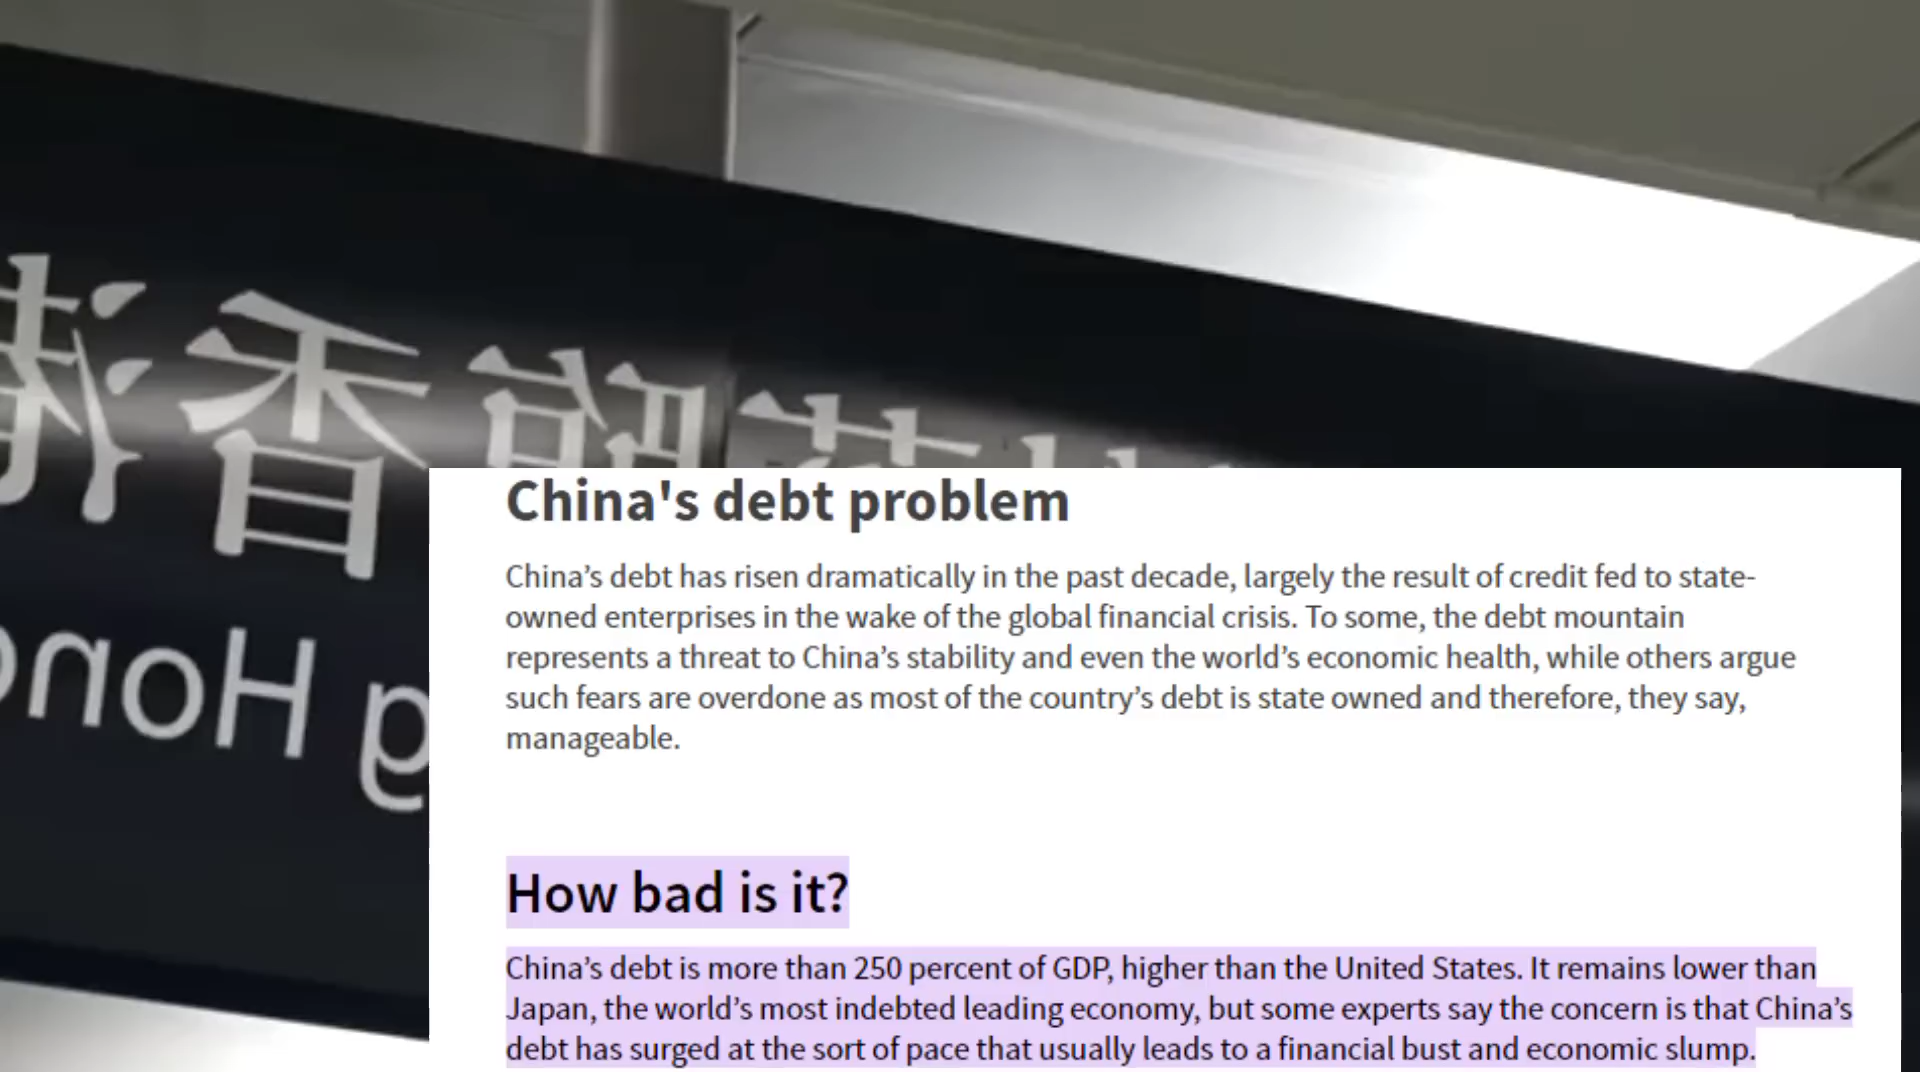 香港
China's debt problem
China’s debt has risen dramatically in the past decade, largely the result of credit fed to state-
owned enterprises in the wake of the global financial crisis. To some, the debt mountain
represents a threat to China’s stability and even the world’s economic health, while others argue
such fears are overdone as most of the country’s debt is state owned and therefore, they say,
manageable.
How bad is it?
China’s debt is more than 250 percent of GDP, higher than the United States. It remains lower than
Japan, the world’s most indebted leading economy, but some experts say the concern is that China’s
debt has surged at the sort of pace that usually leads to a financial bust and economic slump.